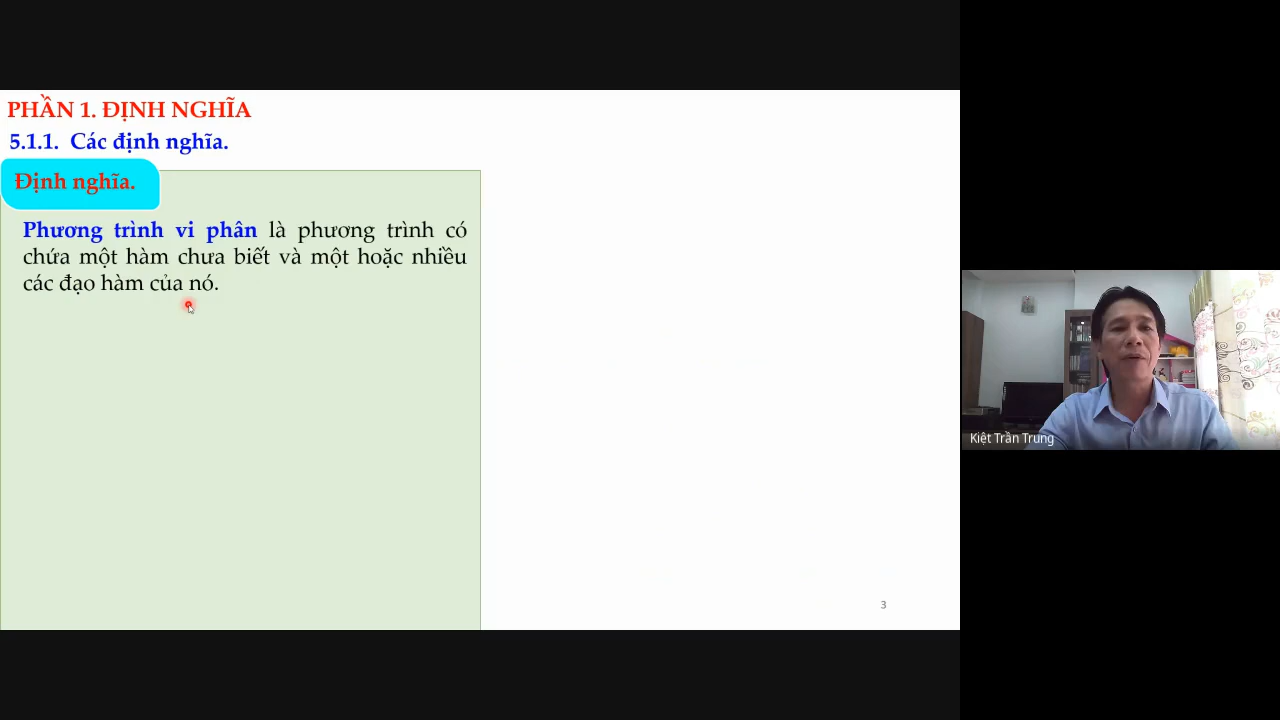 PHẦN 1. ĐỊNH NGHĨA
5.1.1. Các định nghĩa.
Định nghĩa.
Phương trình vi phân là phương trình có
chứa một hàm chưa biết và một hoặc nhiều
các đạo hàm của nó.
3
Kiệt Trần Trung